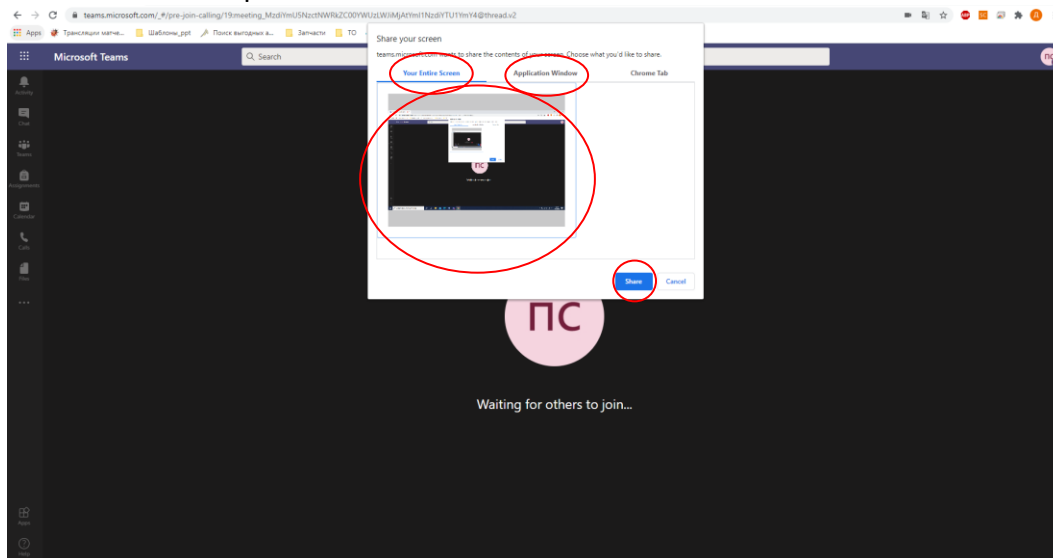 teams.microsoft.com/_#/pre-join-calling/19:meeting_
Apps Трансляции матче... Шаблоны_ppt Поиск выгодных а... Запчасти ТО
Microsoft Teams
Search
Share your screen
teams.microsoft.com wants to share the contents of your screen. Choose what you'd like to share.
Your Entire Screen Application Window Chrome Tab
Share Cancel
Activity
Chat
Teams
Assignments
Calendar
Calls
Files
ПС
Waiting for others to join...
Apps
Help